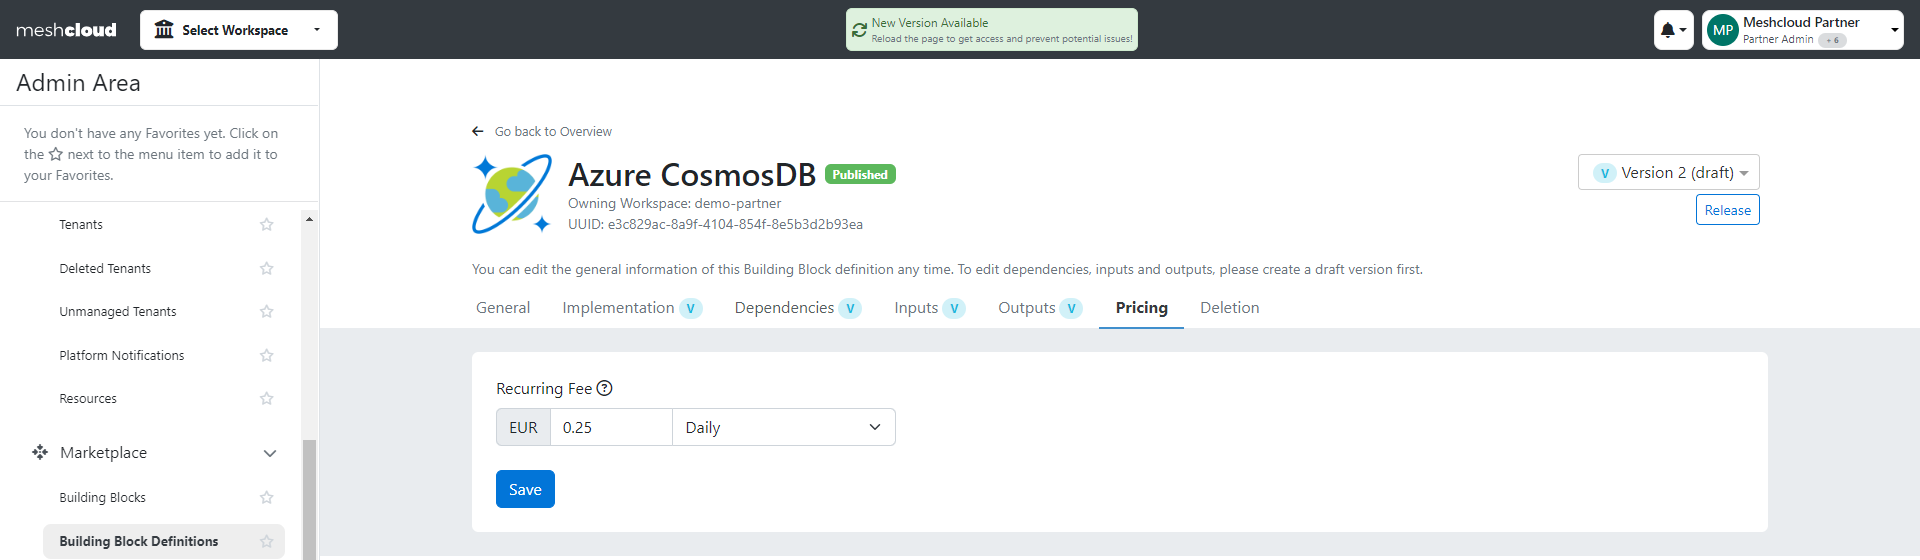 meshcloud
Select Workspace
New Version Available
Reload the page to get access and prevent potential issues!
MP
Meshcloud Partner
Partner Admin + 6
Admin Area
You don't have any Favorites yet. Click on
the ☆ next to the menu item to add it to
your Favorites.
Tenants
Deleted Tenants
Unmanaged Tenants
Platform Notifications
Resources
Marketplace
Building Blocks
Building Block Definitions
Go back to Overview
Azure CosmosDB Published
Owning Workspace: demo-partner
UUID: e3c829ac-8a9f-4104-854f-8e5b3d2b93ea
V Version 2 (draft)
Release
You can edit the general information of this Building Block definition any time. To edit dependencies, inputs and outputs, please create a draft version first.
General Implementation V Dependencies V Inputs V Outputs V Pricing Deletion
Recurring Fee ?
EUR 0.25 Daily
Save